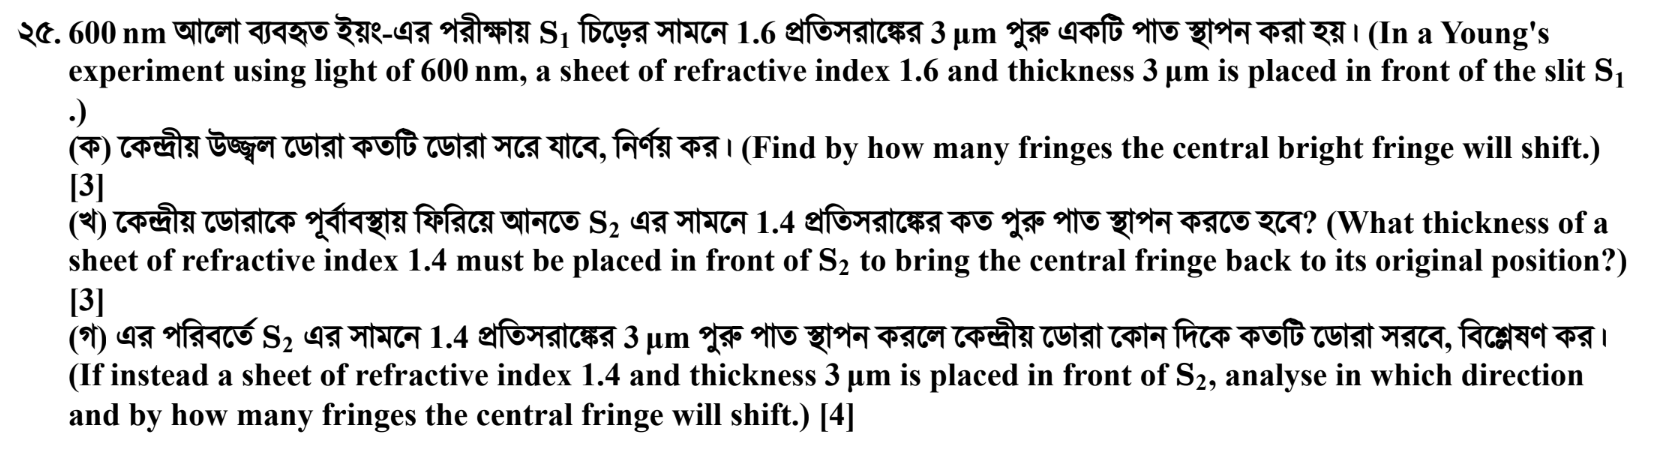 ২৫. 600 nm আলো ব্যবহৃত ইয়ং-এর পরীক্ষায় S₁ চিড়ের সামনে 1.6 প্রতিসরাঙ্কের 3 μm পুরু একটি পাত স্থাপন করা হয়। (In a Young's
experiment using light of 600 nm, a sheet of refractive index 1.6 and thickness 3 μm is placed in front of the slit S₁
.)
(ক) কেন্দ্রীয় উজ্জ্বল ডোরা কতটি ডোরা সরে যাবে, নির্ণয় কর। (Find by how many fringes the central bright fringe will shift.)
[3]
(খ) কেন্দ্রীয় ডোরাকে পূর্বাবস্থায় ফিরিয়ে আনতে S₂ এর সামনে 1.4 প্রতিসরাঙ্কের কত পুরু পাত স্থাপন করতে হবে? (What thickness of a
sheet of refractive index 1.4 must be placed in front of S₂ to bring the central fringe back to its original position?)
[3]
(গ) এর পরিবর্তে S₂ এর সামনে 1.4 প্রতিসরাঙ্কের 3 μm পুরু পাত স্থাপন করলে কেন্দ্রীয় ডোরা কোন দিকে কতটি ডোরা সরবে, বিশ্লেষণ কর।
(If instead a sheet of refractive index 1.4 and thickness 3 μm is placed in front of S₂, analyse in which direction
and by how many fringes the central fringe will shift.) [4]